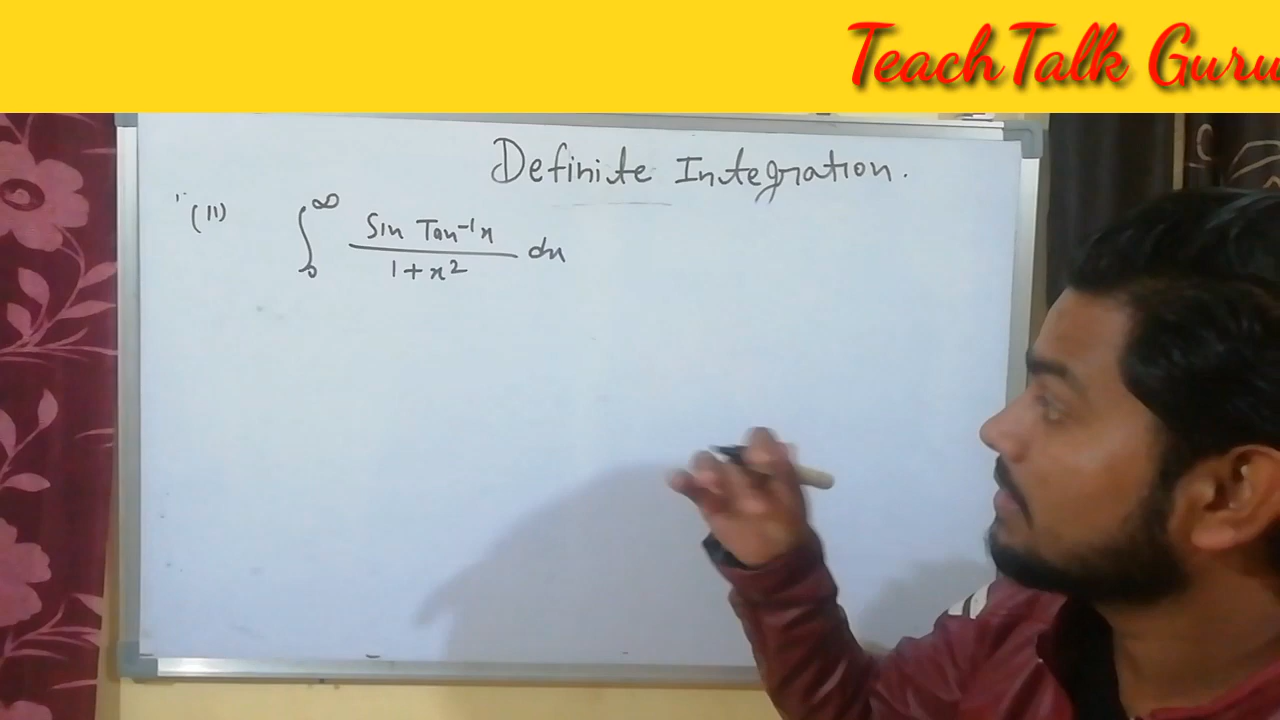 TeachTalk Guru
Definite Integration.
(11) ∫₀^∞ Sin Tan⁻¹x / 1+x² dx